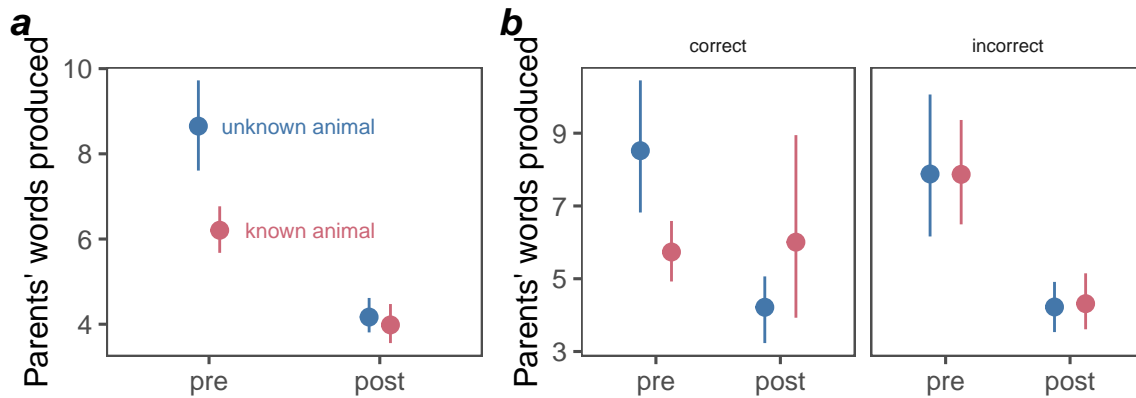 a
Parents' words produced
10
8
6
4
unknown animal
known animal
pre post
b
Parents' words produced
correct incorrect
9
7
5
3
pre post pre post